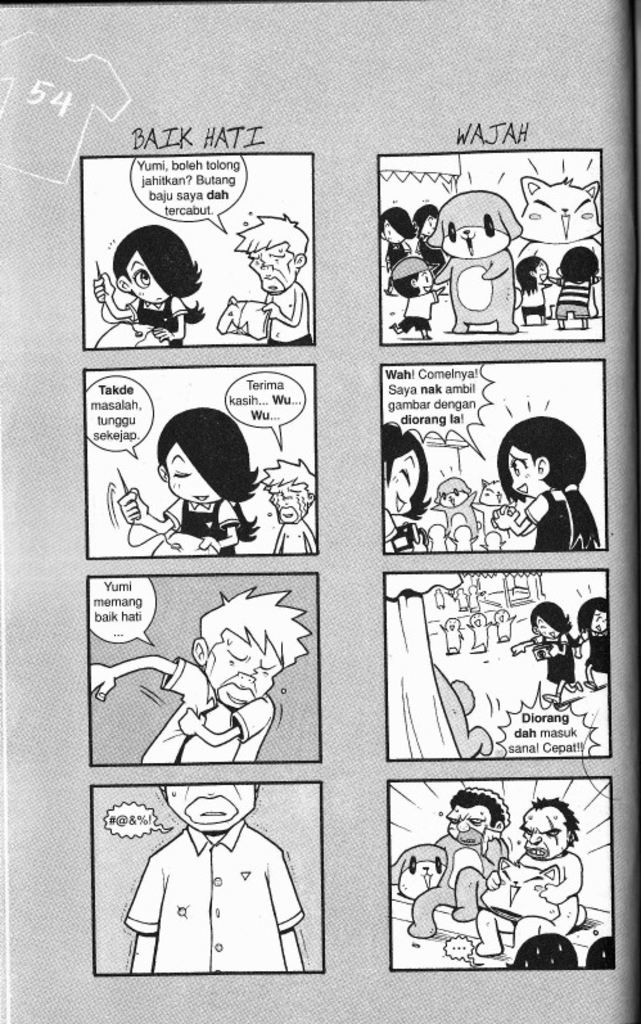 54
BAIK HATI
Yumi, boleh tolong
jahitkan? Butang
baju saya dah
tercabut.
Takde
masalah,
tunggu
sekejap.
Terima
kasih... Wu...
Wu...
Yumi
memang
baik hati
...
#@&%!
WAJAH
Wah! Comelnya!
Saya nak ambil
gambar dengan
diorang la!
Diorang
dah masuk
sana! Cepat!!
...